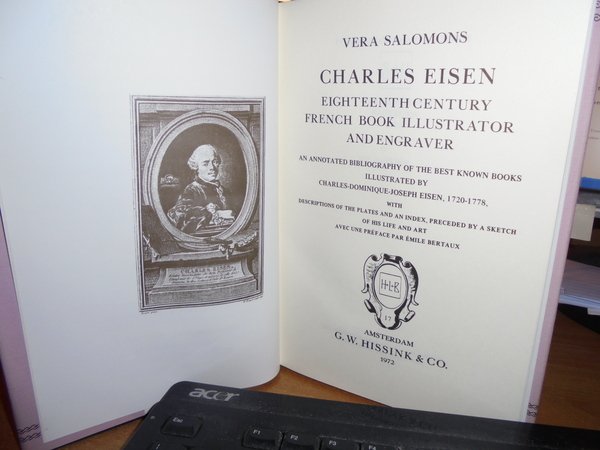 CHARLES EISEN
VERA SALOMONS
CHARLES EISEN
EIGHTEENTH CENTURY
FRENCH BOOK ILLUSTRATOR
AND ENGRAVER
AN ANNOTATED BIBLIOGRAPHY OF THE BEST KNOWN BOOKS
ILLUSTRATED BY
CHARLES-DOMINIQUE-JOSEPH EISEN, 1720-1778,
WITH
DESCRIPTIONS OF THE PLATES AND AN INDEX, PRECEDED BY A SKETCH
OF HIS LIFE AND ART
AVEC UNE PRÉFACE PAR ÉMILE BERTAUX
17
AMSTERDAM
G. W. HISSINK & CO.
1972
acer
Esc
F1
F2
F3
F4